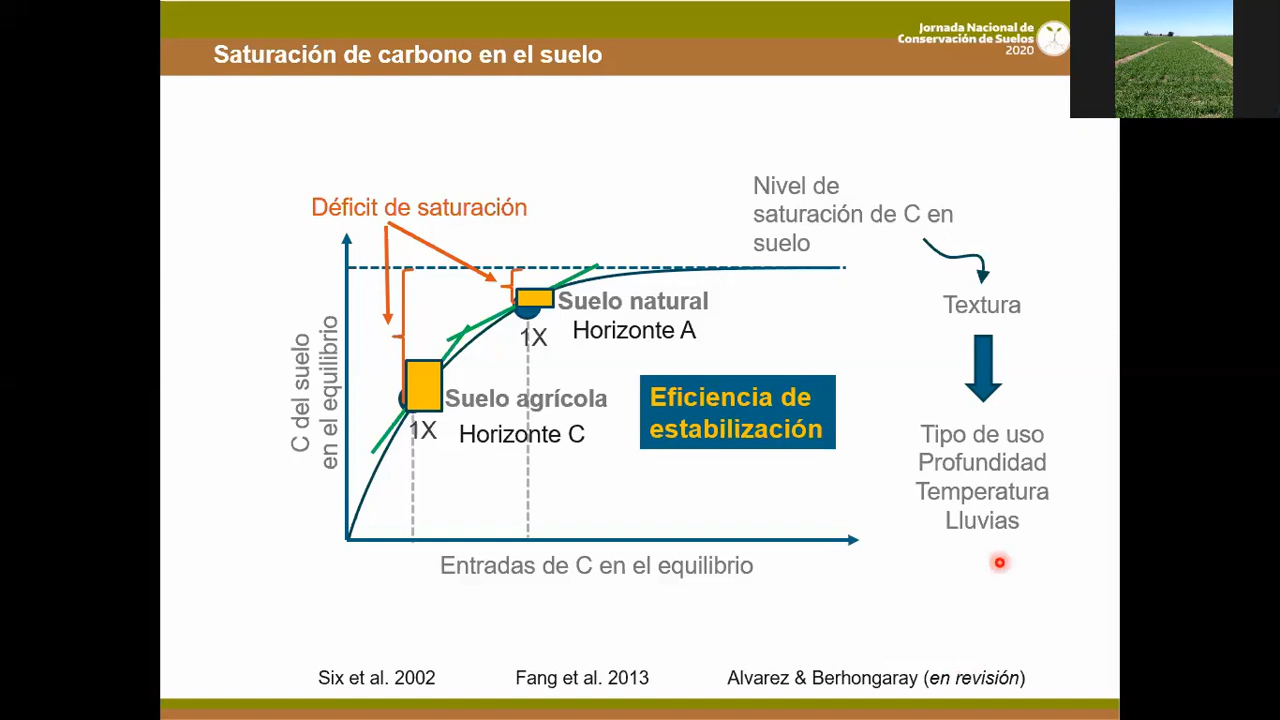 Jornada Nacional de
Conservación de Suelos
2020
Saturación de carbono en el suelo
Nivel de
saturación de C en
suelo
Déficit de saturación
Suelo natural
Textura
1X
Horizonte A
C del suelo
en el equilibrio
Suelo agrícola
Eficiencia de
estabilización
1X
Horizonte C
Tipo de uso
Profundidad
Temperatura
Lluvias
Entradas de C en el equilibrio
Six et al. 2002
Fang et al. 2013
Alvarez & Berhongaray (en revisión)